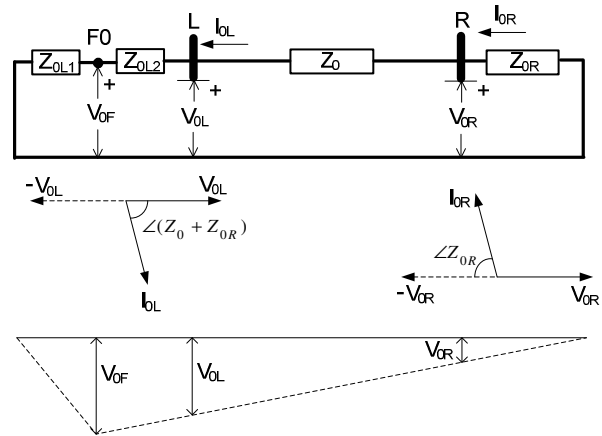 L
I0L
R
I0R
F0
Z0L1
Z0L2
Z0
Z0R
+
+
+
V0F
V0L
V0R
-V0L
V0L
∠(Z0 + Z0R)
I0L
I0R
∠Z0R
-V0R
V0R
V0F
V0L
V0R